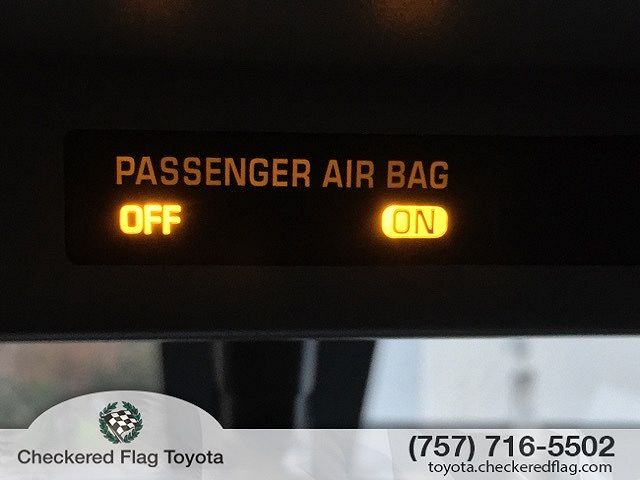 PASSENGER AIR BAG
OFF ON
Checkered Flag Toyota
(757) 716-5502
toyota.checkeredflag.com